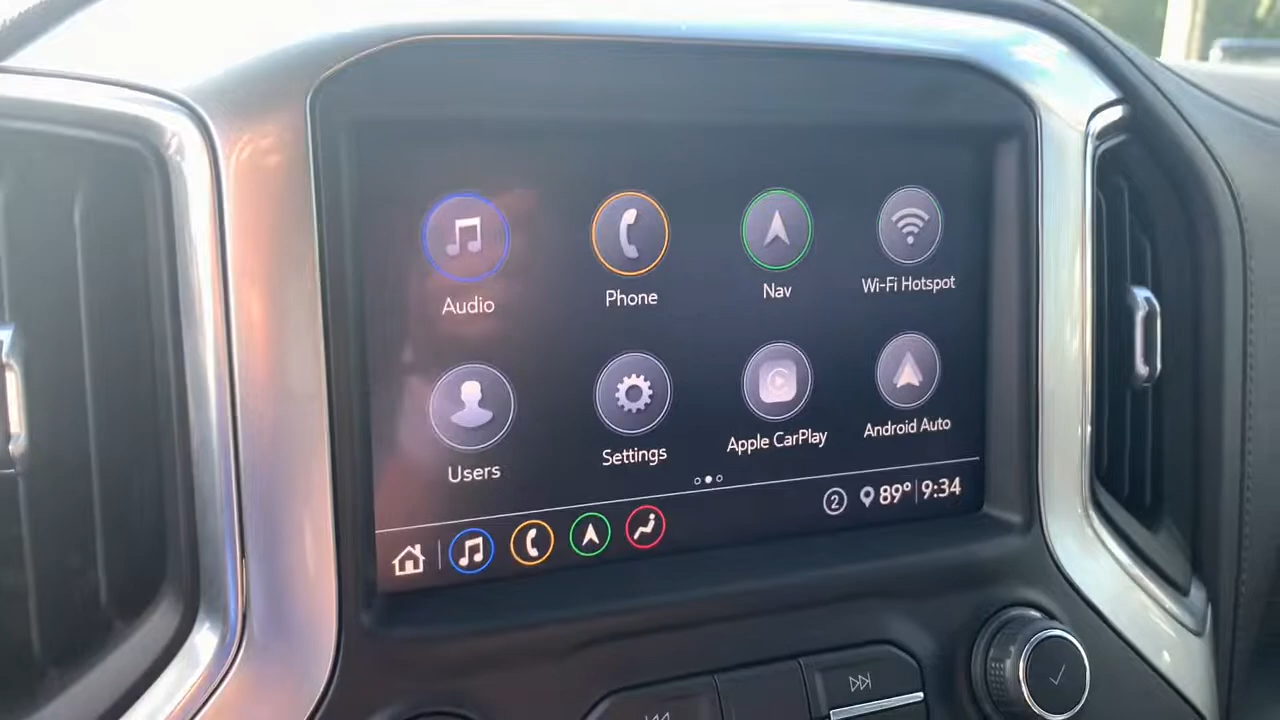 Audio
Phone
Nav
Wi-Fi Hotspot
Users
Settings
Apple CarPlay
Android Auto
2
89° 9:34